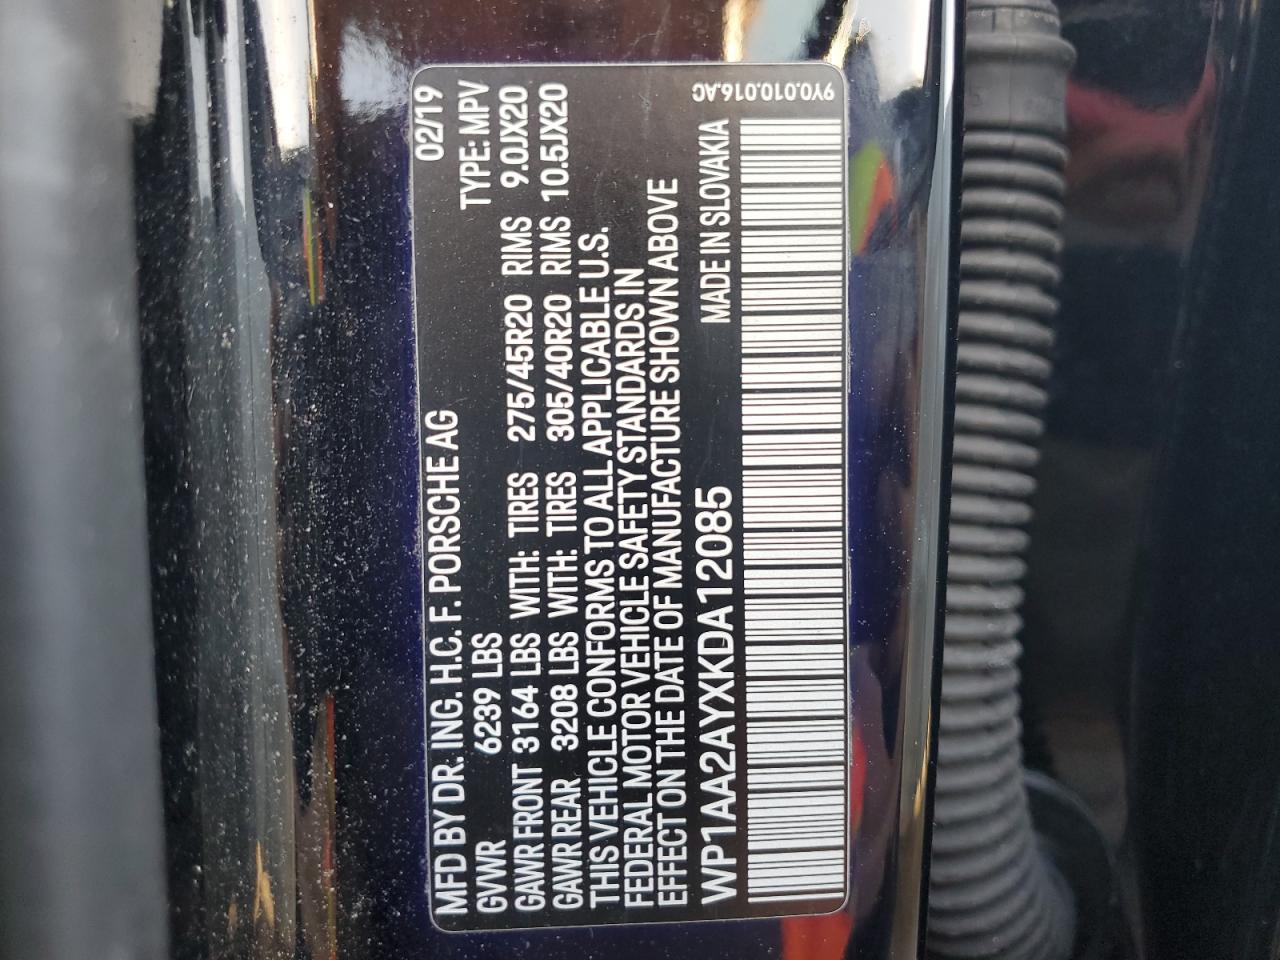 MFD BY DR. ING. H.C. F. PORSCHE AG 02/19
GVWR 6239 LBS TYPE: MPV
GAWR FRONT 3164 LBS WITH: TIRES 275/45R20 RIMS 9.0JX20
GAWR REAR 3208 LBS WITH: TIRES 305/40R20 RIMS 10.5JX20
THIS VEHICLE CONFORMS TO ALL APPLICABLE U.S.
FEDERAL MOTOR VEHICLE SAFETY STANDARDS IN
EFFECT ON THE DATE OF MANUFACTURE SHOWN ABOVE
WP1AA2AYXKDA12085 MADE IN SLOVAKIA
9Y0.010.016.AC